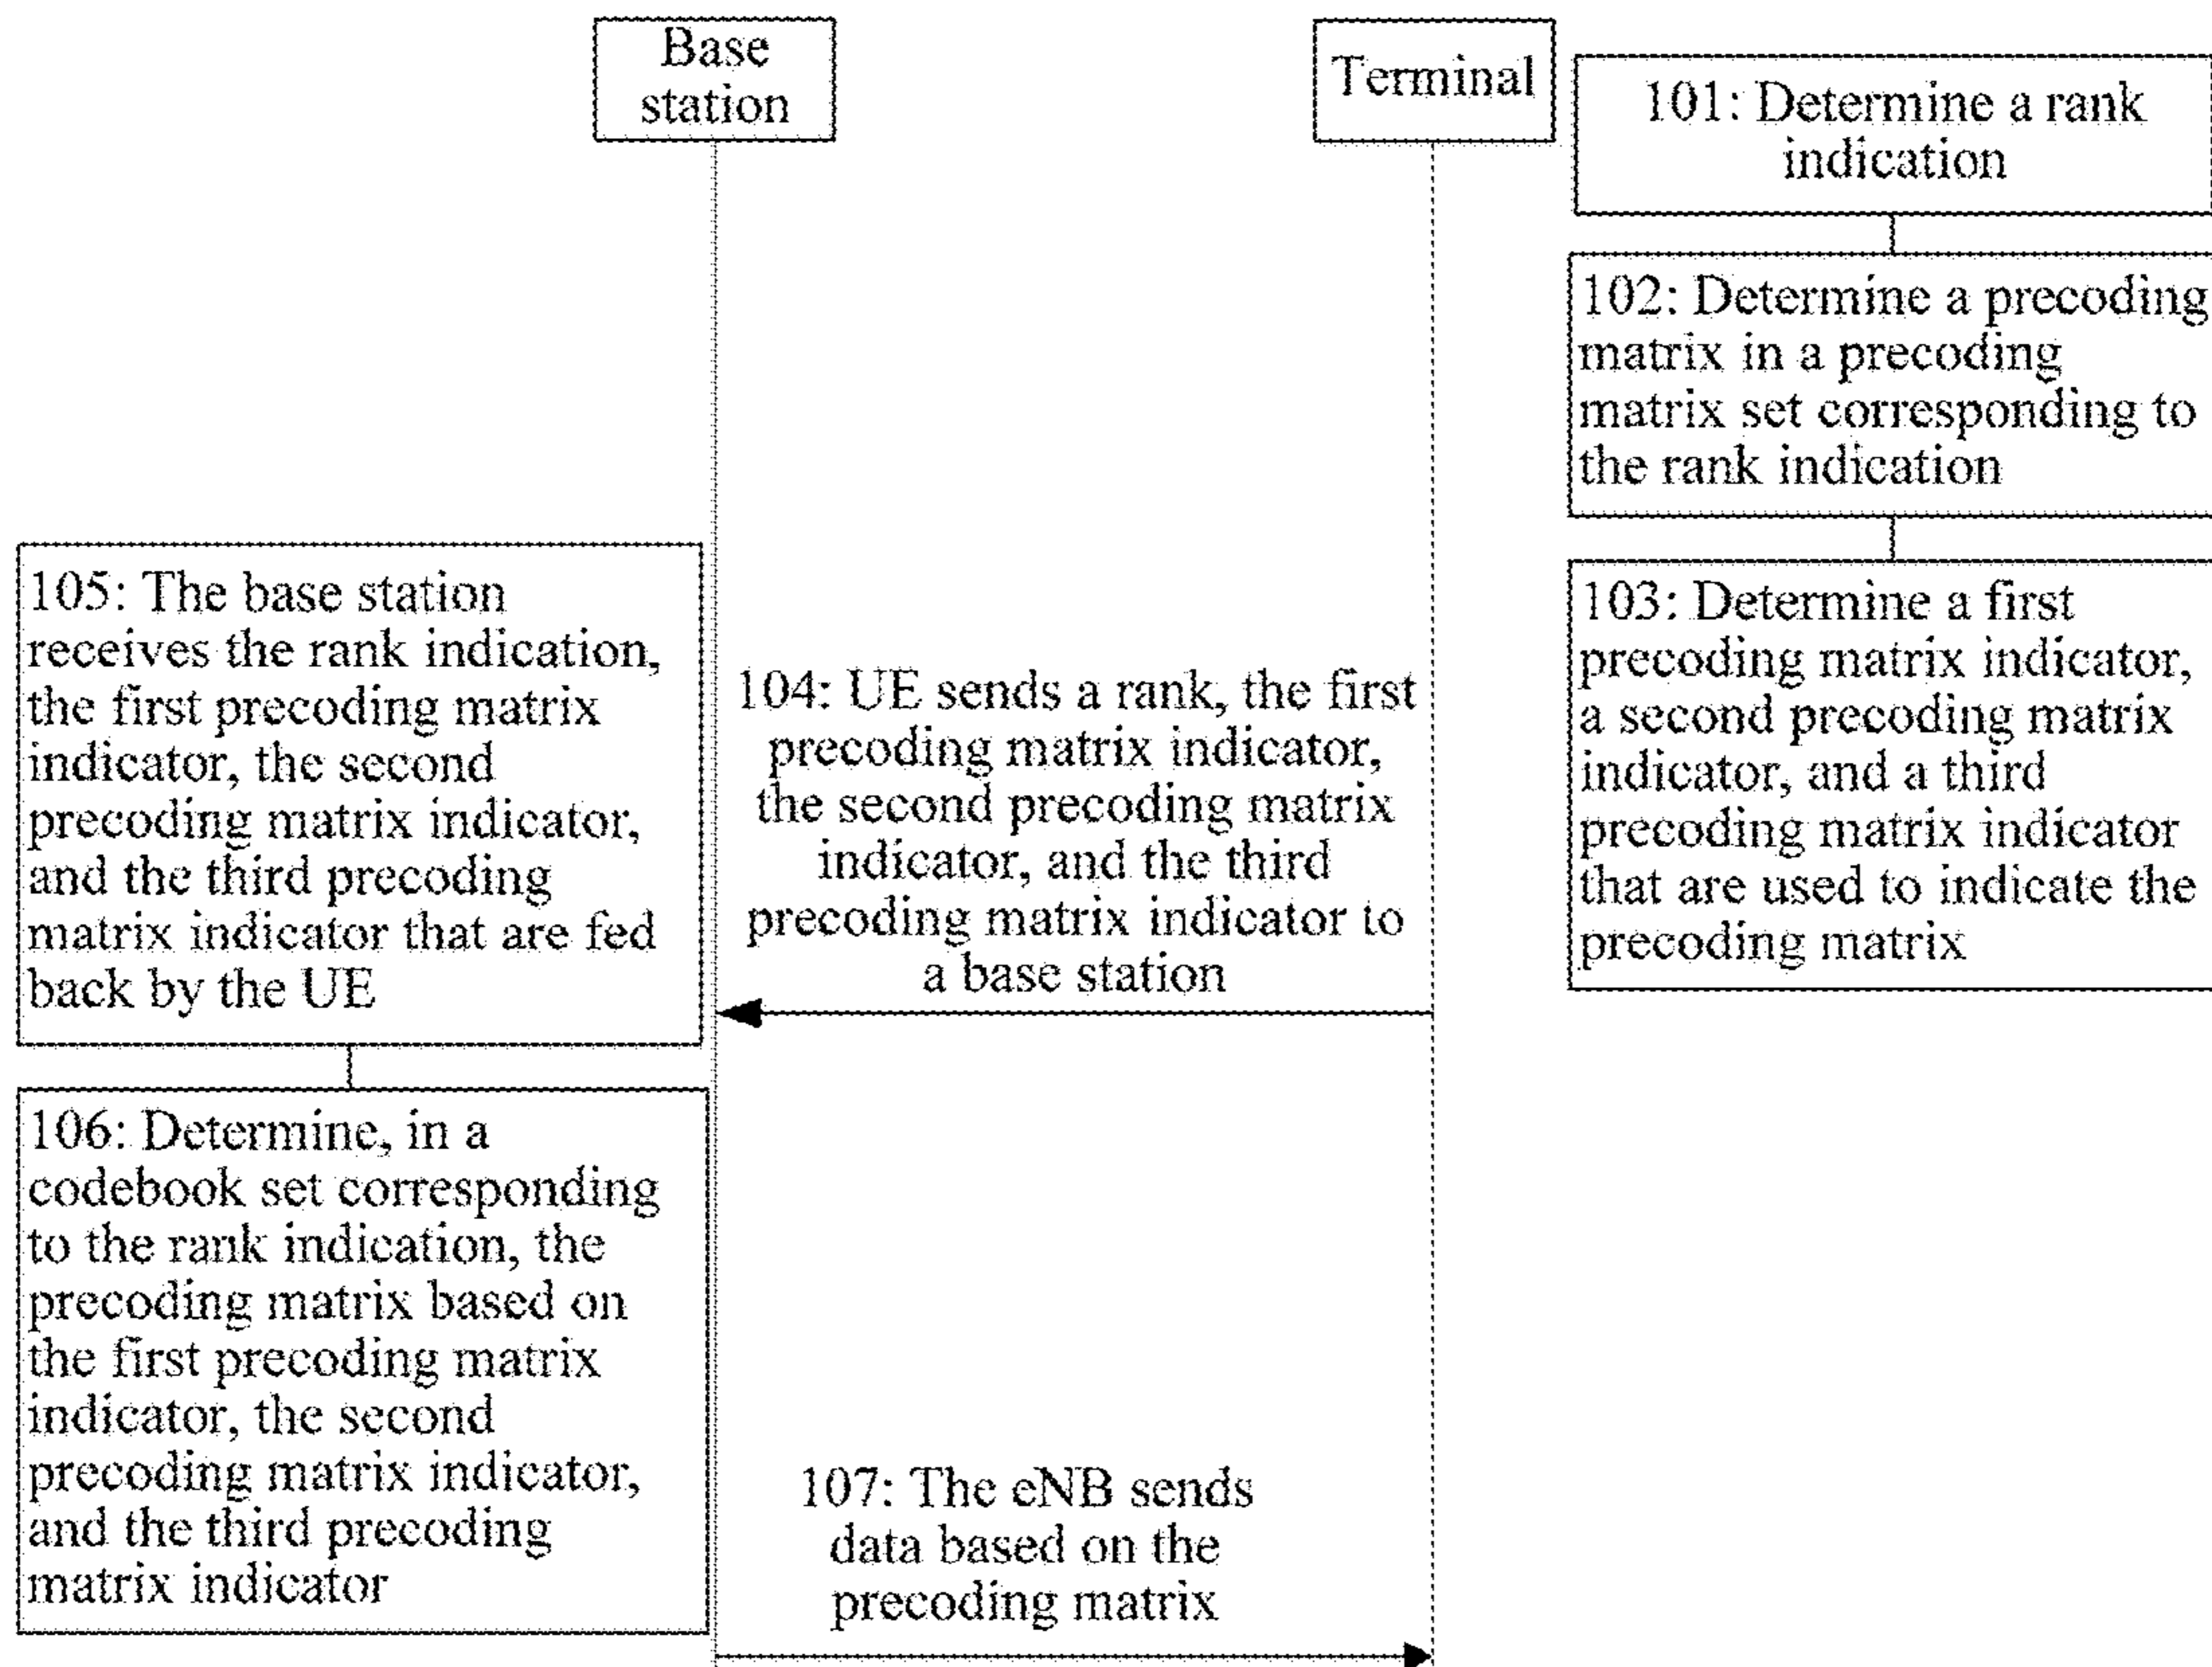 Base
station
Terminal
101: Determine a rank
indication
102: Determine a precoding
matrix in a precoding
matrix set corresponding to
the rank indication
103: Determine a first
precoding matrix indicator,
a second precoding matrix
indicator, and a third
precoding matrix indicator
that are used to indicate the
precoding matrix
104: UE sends a rank, the first
precoding matrix indicator,
the second precoding matrix
indicator, and the third
precoding matrix indicator to
a base station
105: The base station
receives the rank indication,
the first precoding matrix
indicator, the second
precoding matrix indicator,
and the third precoding
matrix indicator that are fed
back by the UE
106: Determine, in a
codebook set corresponding
to the rank indication, the
precoding matrix based on
the first precoding matrix
indicator, the second
precoding matrix indicator,
and the third precoding
matrix indicator
107: The eNB sends
data based on the
precoding matrix